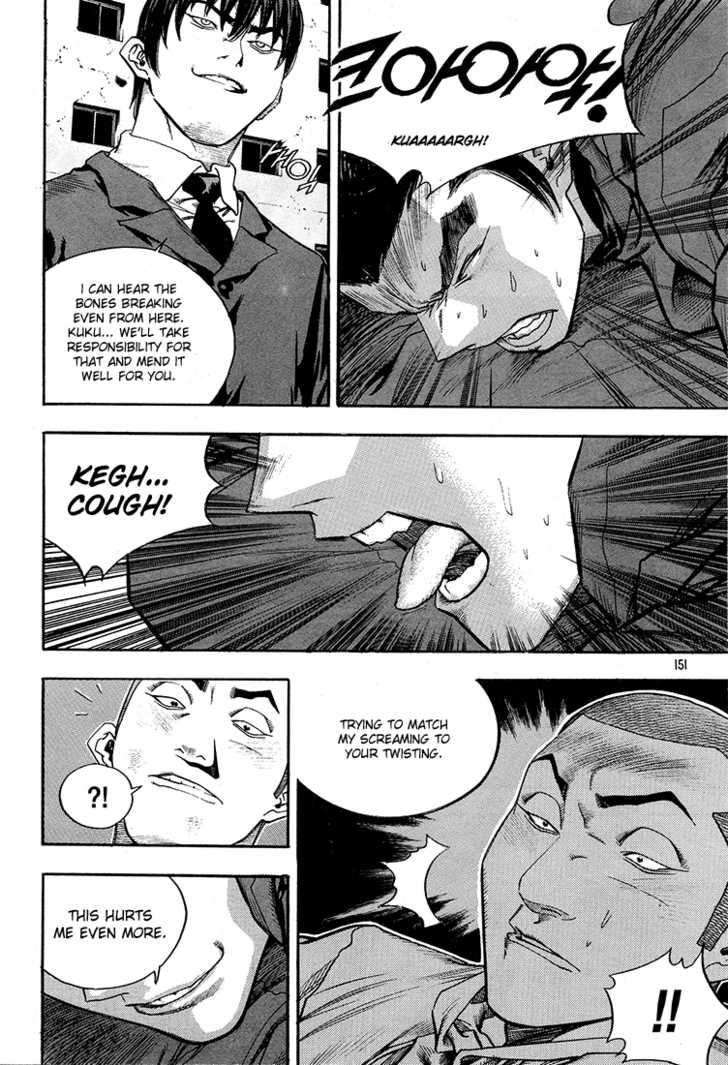 I CAN HEAR THE
BONES BREAKING
EVEN FROM HERE.
KUKU... WE'LL TAKE
RESPONSIBILITY FOR
THAT AND MEND IT
WELL FOR YOU.
크아아악!
KUAAAAARGH!
KEGH...
COUGH!
151
?!
TRYING TO MATCH
MY SCREAMING TO
YOUR TWISTING.
THIS HURTS
ME EVEN MORE.
!!